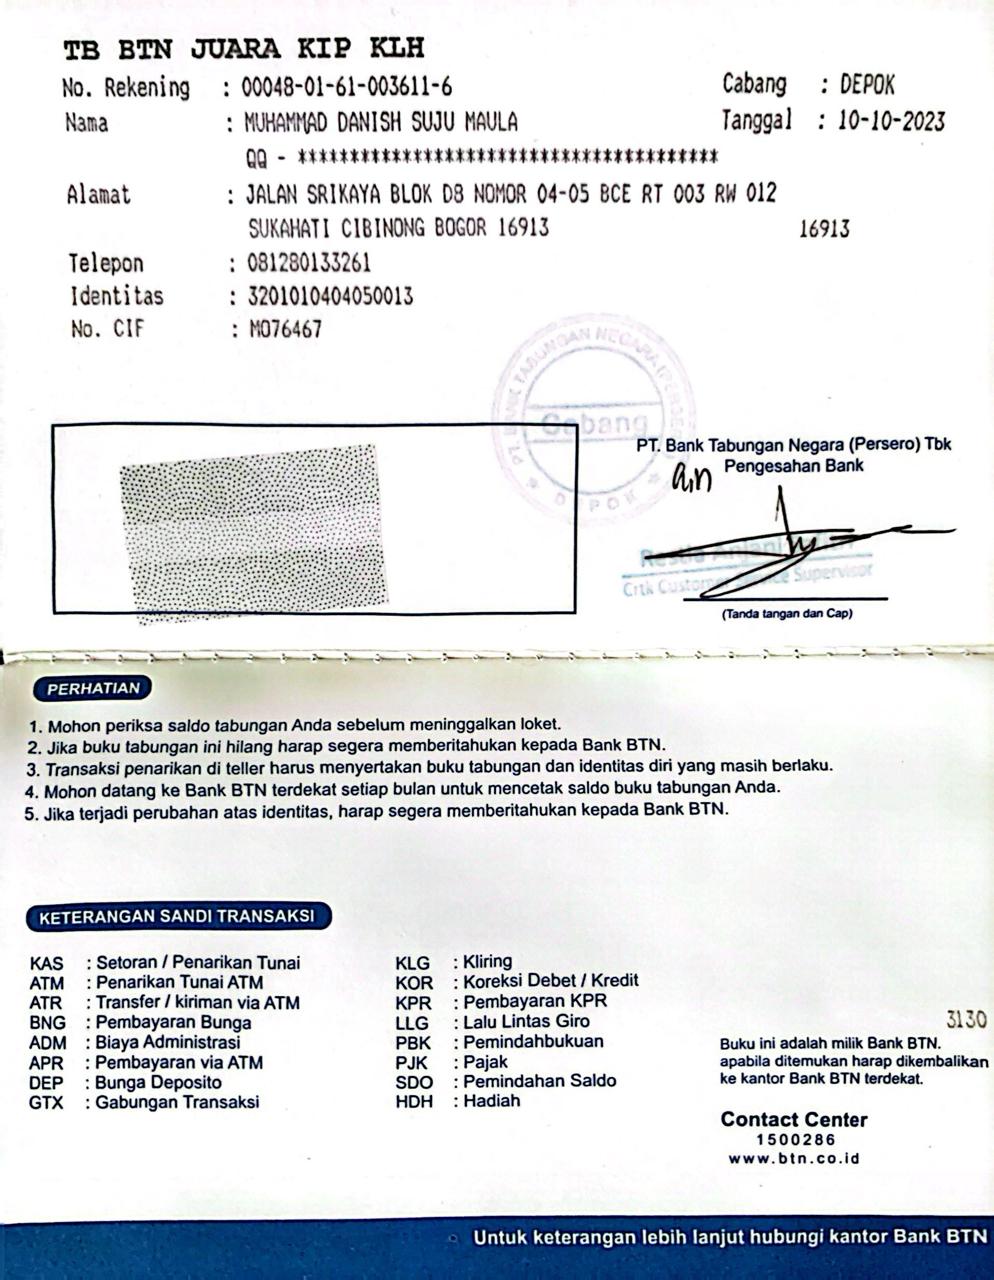 TB BTN JUARA KIP KLH
No. Rekening : 00048-01-61-003611-6 Cabang : DEPOK
Nama : MUHAMMAD DANISH SUJU MAULA Tanggal : 10-10-2023
QQ - ****************************************
Alamat : JALAN SRIKAYA BLOK D8 NOMOR 04-05 BCE RT 003 RW 012
SUKAHATI CIBINONG BOGOR 16913 16913
Telepon : 081280133261
Identitas : 3201010404050013
No. CIF : M076467
PT. BANK TABUNGAN NEGARA (PERSERO)
Cabang
DEPOK
PT. Bank Tabungan Negara (Persero) Tbk
Pengesahan Bank
a.n
Restia Anjani
Crtk Customer Service Supervisor
(Tanda tangan dan Cap)
PERHATIAN
1. Mohon periksa saldo tabungan Anda sebelum meninggalkan loket.
2. Jika buku tabungan ini hilang harap segera memberitahukan kepada Bank BTN.
3. Transaksi penarikan di teller harus menyertakan buku tabungan dan identitas diri yang masih berlaku.
4. Mohon datang ke Bank BTN terdekat setiap bulan untuk mencetak saldo buku tabungan Anda.
5. Jika terjadi perubahan atas identitas, harap segera memberitahukan kepada Bank BTN.
KETERANGAN SANDI TRANSAKSI
KAS : Setoran / Penarikan Tunai
ATM : Penarikan Tunai ATM
ATR : Transfer / kiriman via ATM
BNG : Pembayaran Bunga
ADM : Biaya Administrasi
APR : Pembayaran via ATM
DEP : Bunga Deposito
GTX : Gabungan Transaksi
KLG : Kliring
KOR : Koreksi Debet / Kredit
KPR : Pembayaran KPR
LLG : Lalu Lintas Giro
PBK : Pemindahbukuan
PJK : Pajak
SDO : Pemindahan Saldo
HDH : Hadiah
3130
Buku ini adalah milik Bank BTN.
apabila ditemukan harap dikembalikan
ke kantor Bank BTN terdekat.
Contact Center
1500286
www.btn.co.id
Untuk keterangan lebih lanjut hubungi kantor Bank BTN